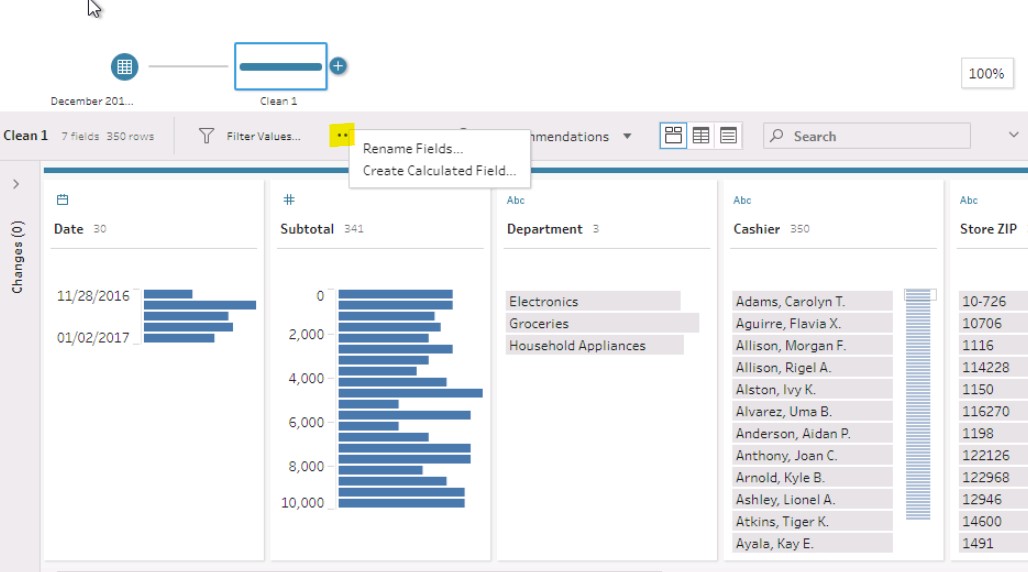 100%
December 201...
Clean 1
Clean 1 7 fields 350 rows
Filter Values...
Rename Fields...
Create Calculated Field...
mmendations
Search
Changes (0)
Date 30
11/28/2016
01/02/2017
# 
Subtotal 341
0
2,000
4,000
6,000
8,000
10,000
Abc
Department 3
Electronics
Groceries
Household Appliances
Abc
Cashier 350
Adams, Carolyn T.
Aguirre, Flavia X.
Allison, Morgan F.
Allison, Rigel A.
Alston, Ivy K.
Alvarez, Uma B.
Anderson, Aidan P.
Anthony, Joan C.
Arnold, Kyle B.
Ashley, Lionel A.
Atkins, Tiger K.
Ayala, Kay E.
Abc
Store ZIP
10-726
10706
1116
114228
1150
116270
1198
122126
122968
12946
14600
1491